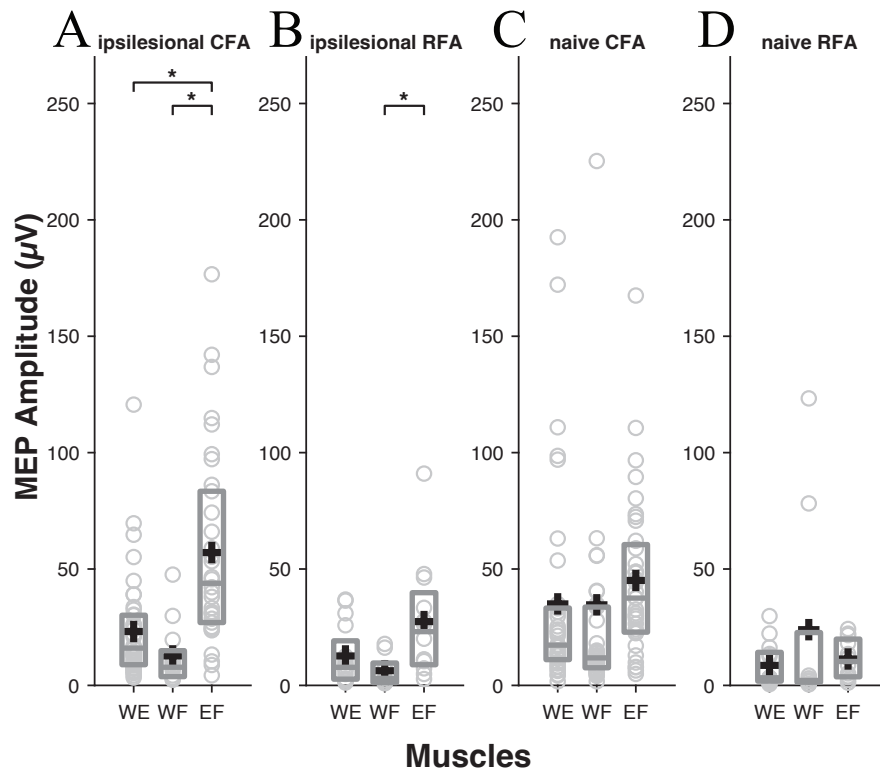 A ipsilesional CFA B ipsilesional RFA C naive CFA D naive RFA
* *
* 
250 250 250 250
200 200 200 200
150 150 150 150
100 100 100 100
50 50 50 50
0 0 0 0
MEP Amplitude (µV)
WE WF EF WE WF EF WE WF EF WE WF EF
Muscles